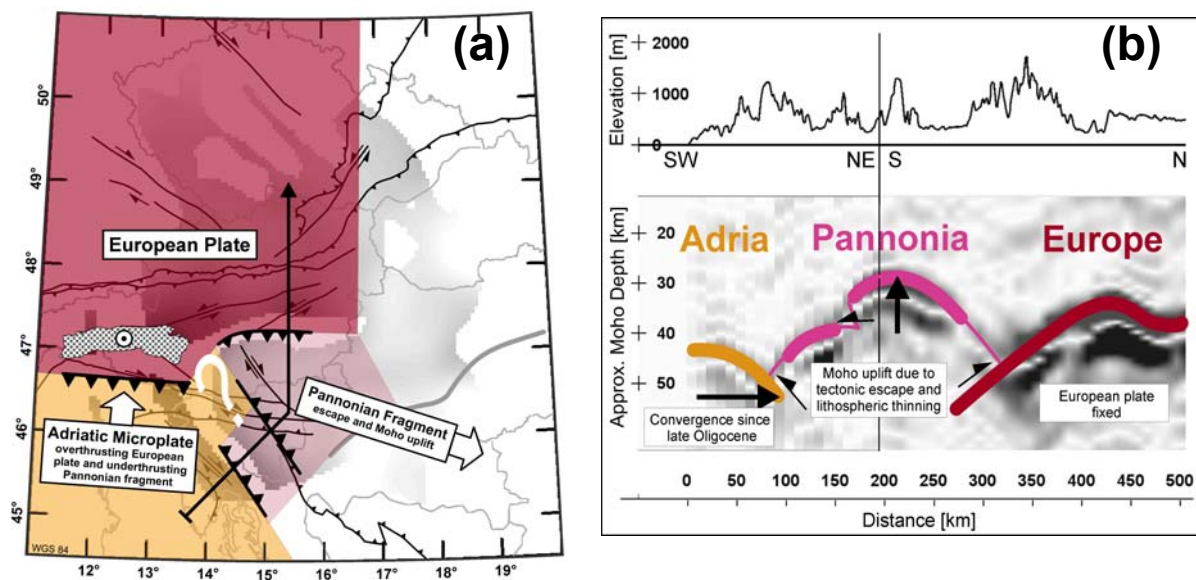 (a)
50°
49°
48°
47°
46°
45°
European Plate
Pannonian Fragment
escape and Moho uplift
Adriatic Microplate
overthrusting European
plate and underthrusting
Pannonian fragment
WGS 84
12° 13° 14° 15° 16° 17° 18° 19°
(b)
Elevation [m]
2000
1000
0
SW NE S N
Approx. Moho Depth [km]
20
30
40
50
Adria Pannonia Europe
Convergence since
late Oligocene
Moho uplift due to
tectonic escape and
lithospheric thinning
European plate
fixed
0 50 100 150 200 250 300 350 400 450 500
Distance [km]